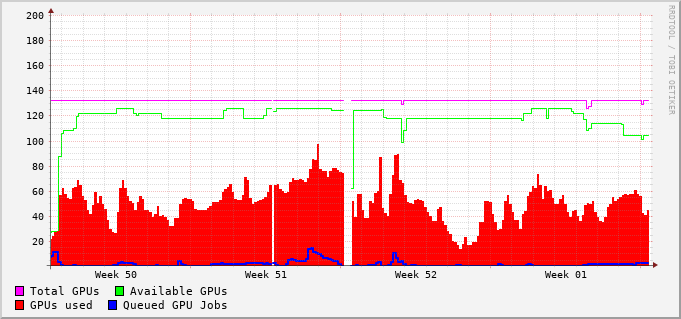 200
180
160
140
120
100
80
60
40
20
Week 50 Week 51 Week 52 Week 01
Total GPUs Available GPUs
GPUs used Queued GPU Jobs
RRDTOOL / TOBI OETIKER